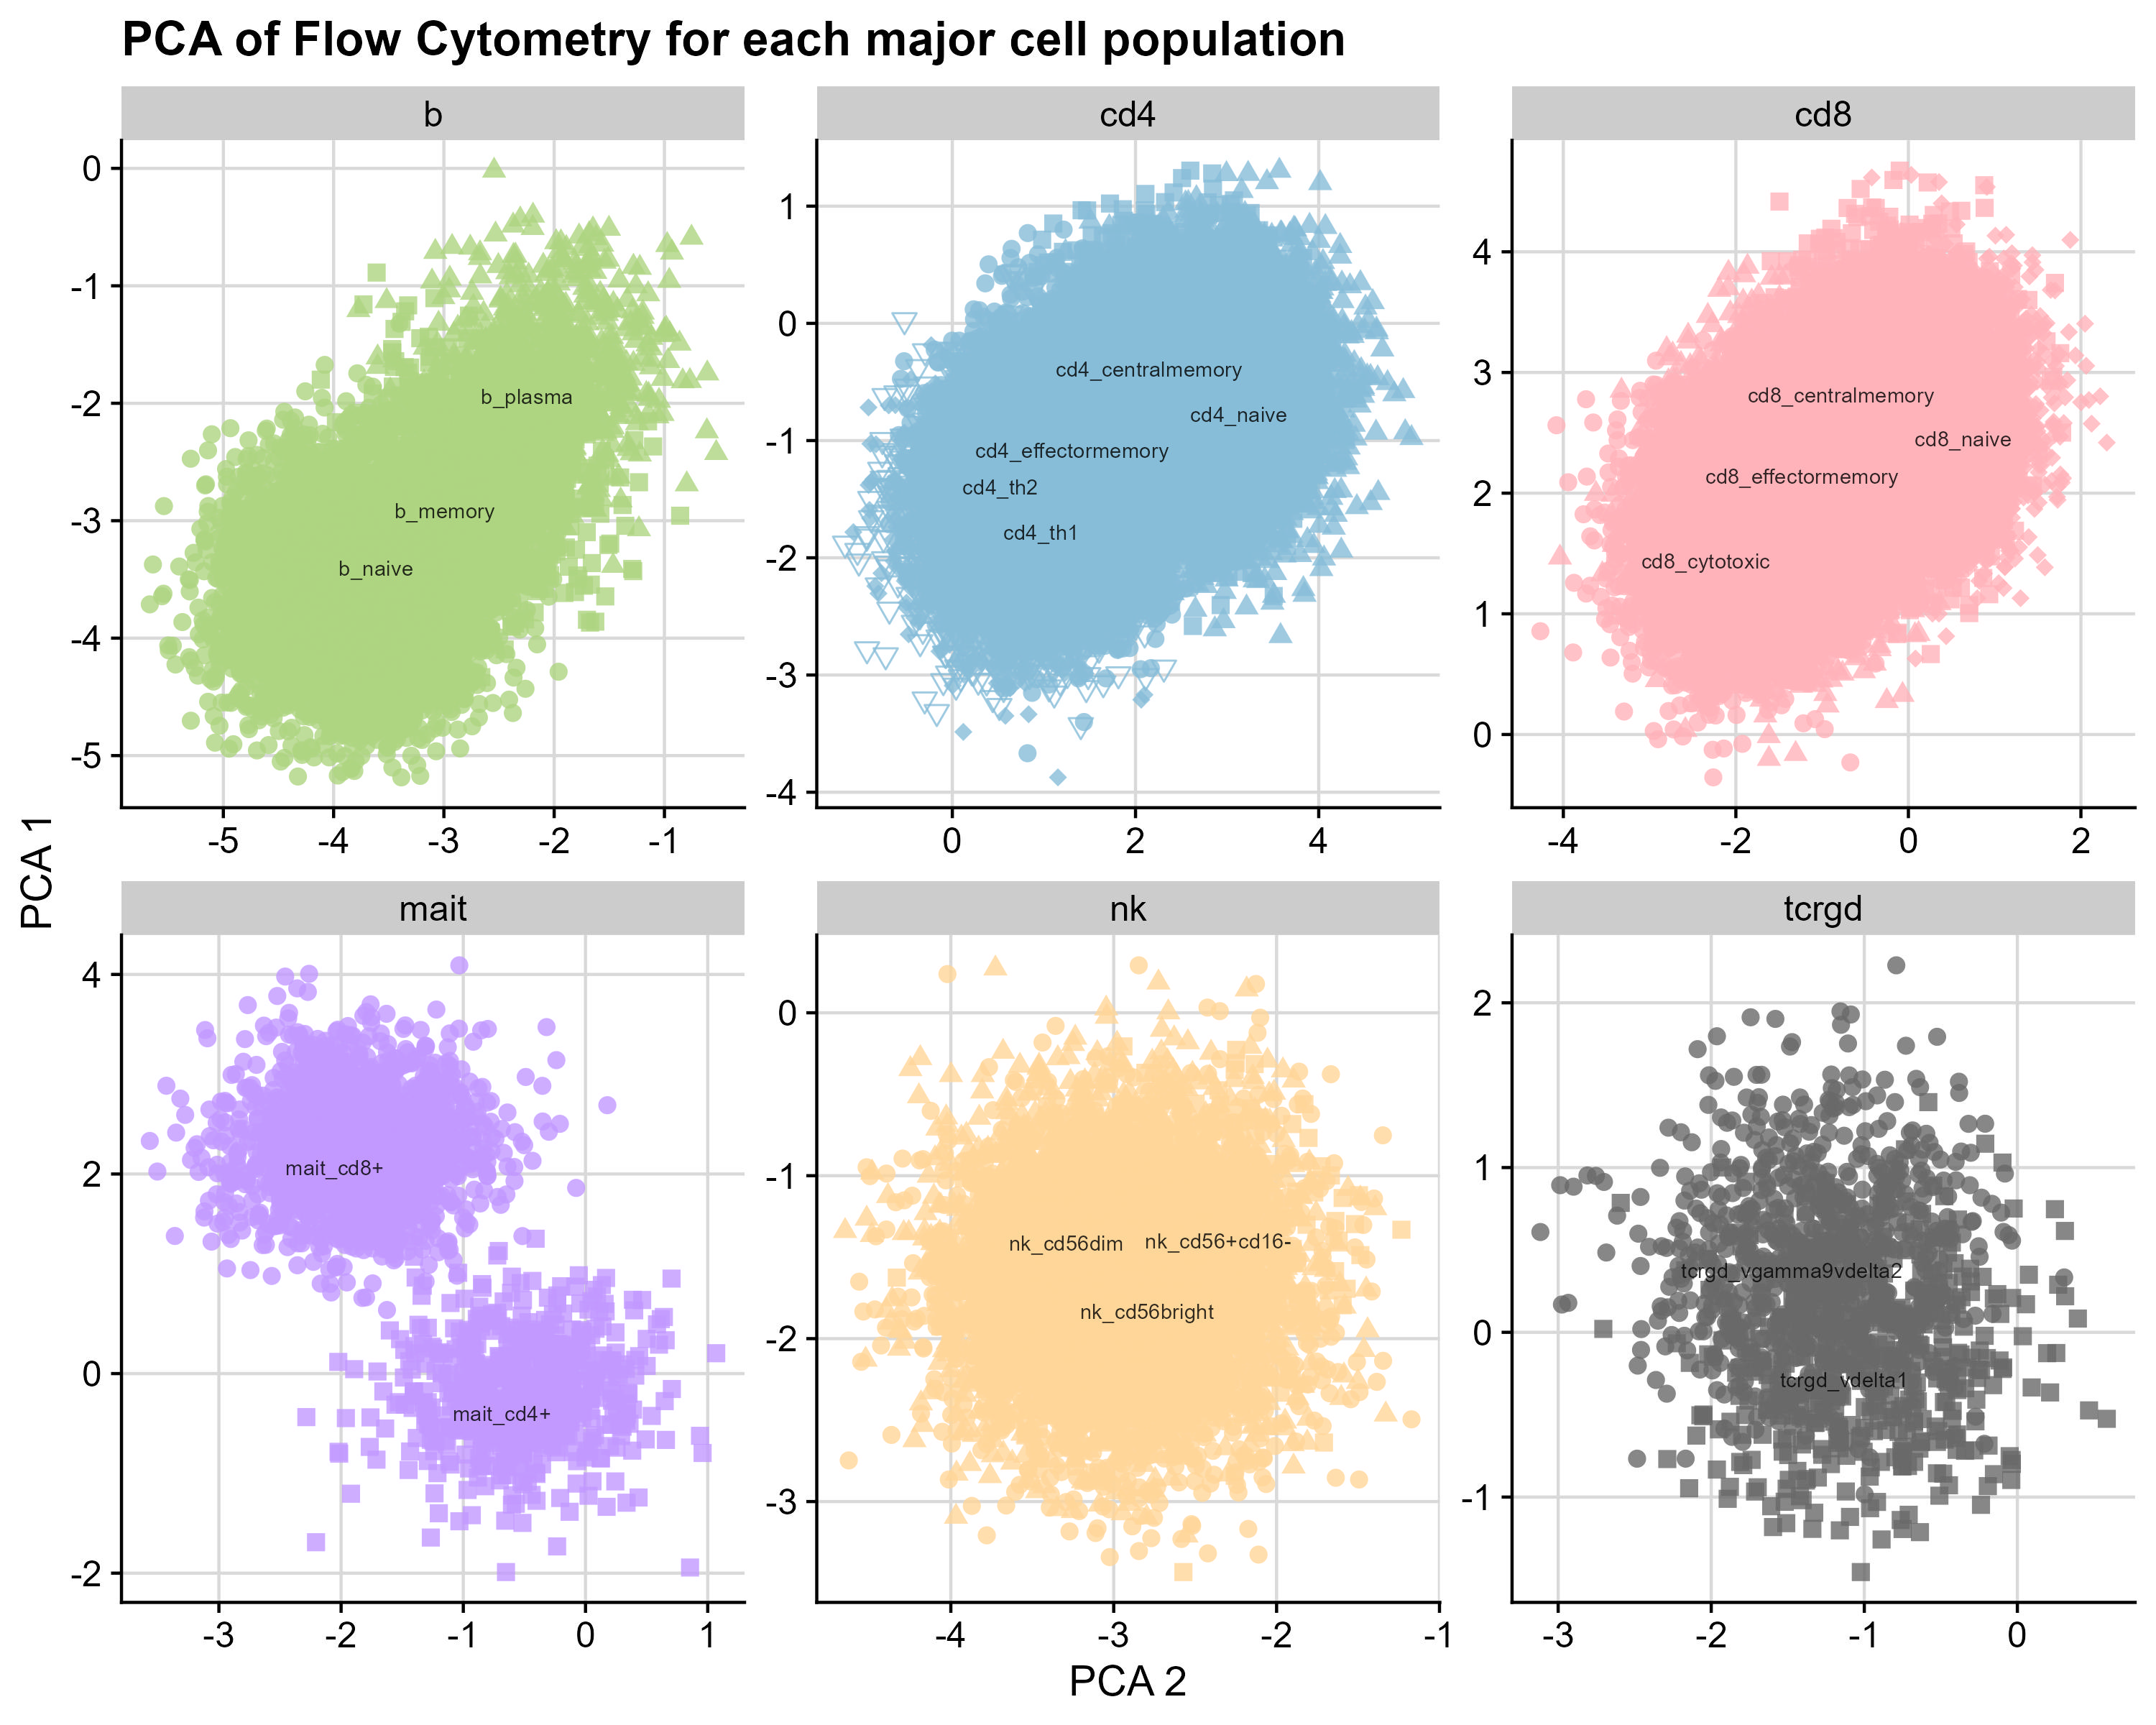 PCA of Flow Cytometry for each major cell population
b
cd4
cd8
0
-1
-2
-3
-4
-5
b_plasma
b_memory
b_naive
-5 -4 -3 -2 -1
1
0
-1
-2
-3
-4
cd4_centralmemory
cd4_naive
cd4_effectormemory
cd4_th2
cd4_th1
0 2 4
4
3
2
1
0
cd8_centralmemory
cd8_naive
cd8_effectormemory
cd8_cytotoxic
-4 -2 0 2
PCA 1
mait
nk
tcrgd
4
2
0
-2
mait_cd8+
mait_cd4+
-3 -2 -1 0 1
0
-1
-2
-3
nk_cd56dim
nk_cd56+cd16-
nk_cd56bright
-4 -3 -2 -1
2
1
0
-1
tcrgd_vgamma9vdelta2
tcrgd_vdelta1
-3 -2 -1 0
PCA 2